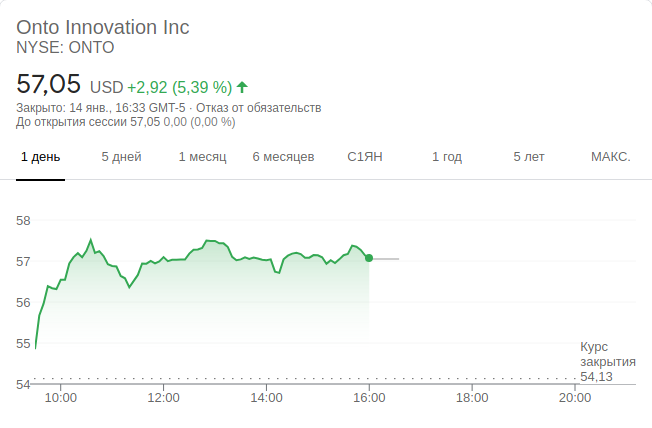 Onto Innovation Inc
NYSE: ONTO
57,05 USD +2,92 (5,39 %)
Закрыто: 14 янв., 16:33 GMT-5 · Отказ от обязательств
До открытия сессии 57,05 0,00 (0,00 %)
1 день 5 дней 1 месяц 6 месяцев С1ЯН 1 год 5 лет МАКС.
58
57
56
55
Курс
закрытия
54,13
54
10:00 12:00 14:00 16:00 18:00 20:00